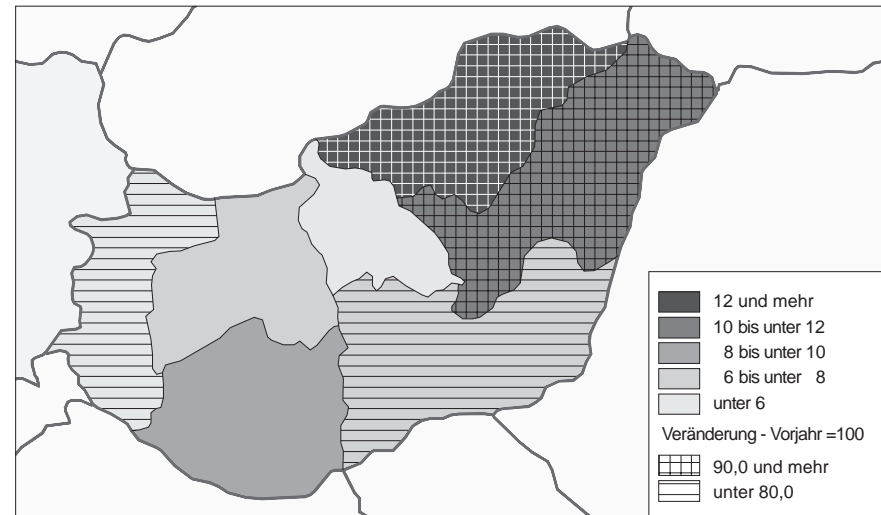 12 und mehr
10 bis unter 12
8 bis unter 10
6 bis unter 8
unter 6
Veränderung - Vorjahr =100
90,0 und mehr
unter 80,0